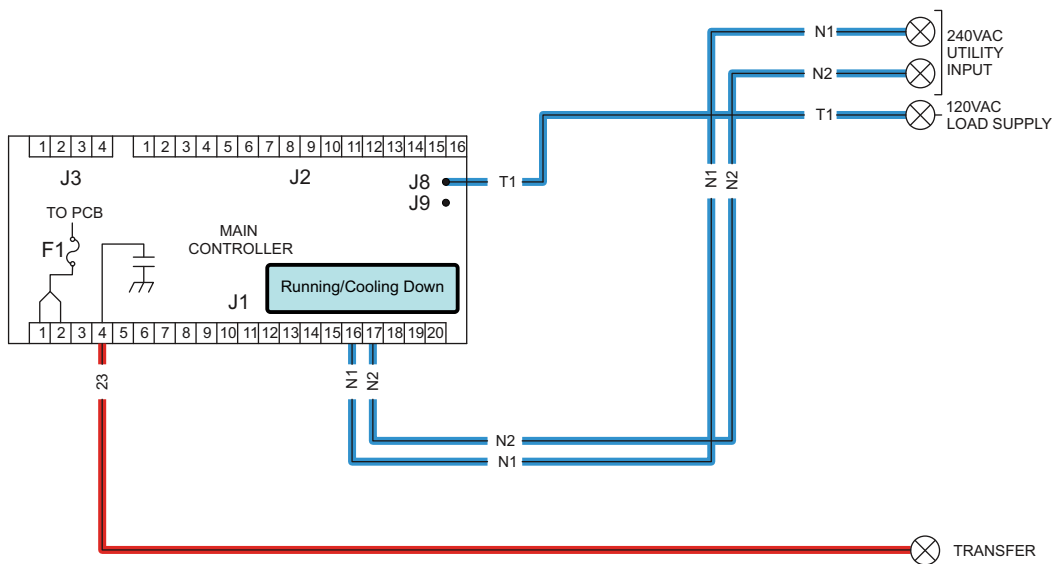 N1
240VAC
UTILITY
INPUT
N2
T1
120VAC
LOAD SUPPLY
1 2 3 4
1 2 3 4 5 6 7 8 9 10 11 12 13 14 15 16
J3
J2
J8
T1
N1
N2
J9
TO PCB
F1
MAIN
CONTROLLER
Running/Cooling Down
J1
1 2 3 4 5 6 7 8 9 10 11 12 13 14 15 16 17 18 19 20
23
N1
N2
N2
N1
TRANSFER